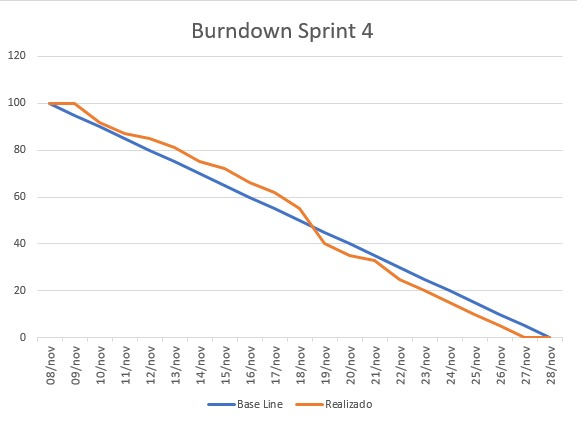 Burndown Sprint 4
120
100
80
60
40
20
0
08/nov
09/nov
10/nov
11/nov
12/nov
13/nov
14/nov
15/nov
16/nov
17/nov
18/nov
19/nov
20/nov
21/nov
22/nov
23/nov
24/nov
25/nov
26/nov
27/nov
28/nov
Base Line
Realizado